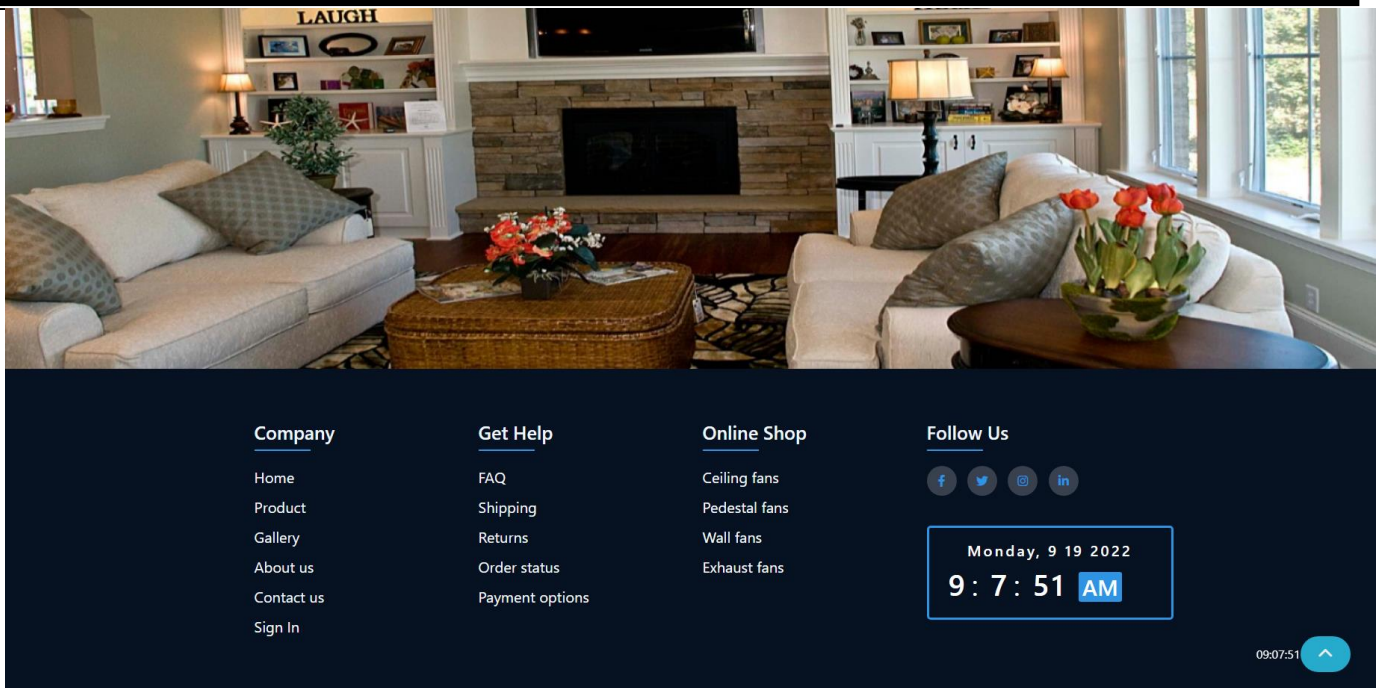 LAUGH
Company
Home
Product
Gallery
About us
Contact us
Sign In
Get Help
FAQ
Shipping
Returns
Order status
Payment options
Online Shop
Ceiling fans
Pedestal fans
Wall fans
Exhaust fans
Follow Us
Monday, 9 19 2022
9 : 7 : 51 AM
09:07:51